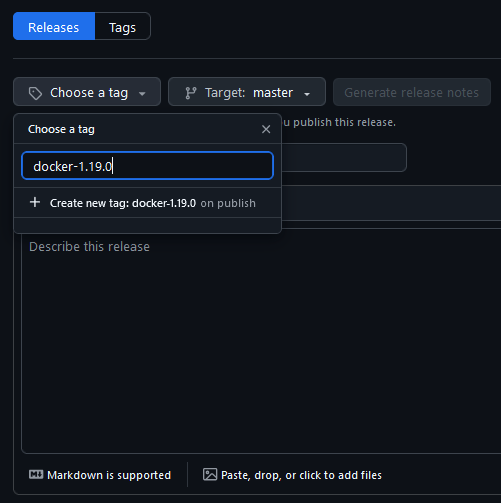 Releases Tags
Choose a tag Target: master Generate release notes
Choose a tag
u publish this release.
docker-1.19.0
Create new tag: docker-1.19.0 on publish
Describe this release
Markdown is supported Paste, drop, or click to add files